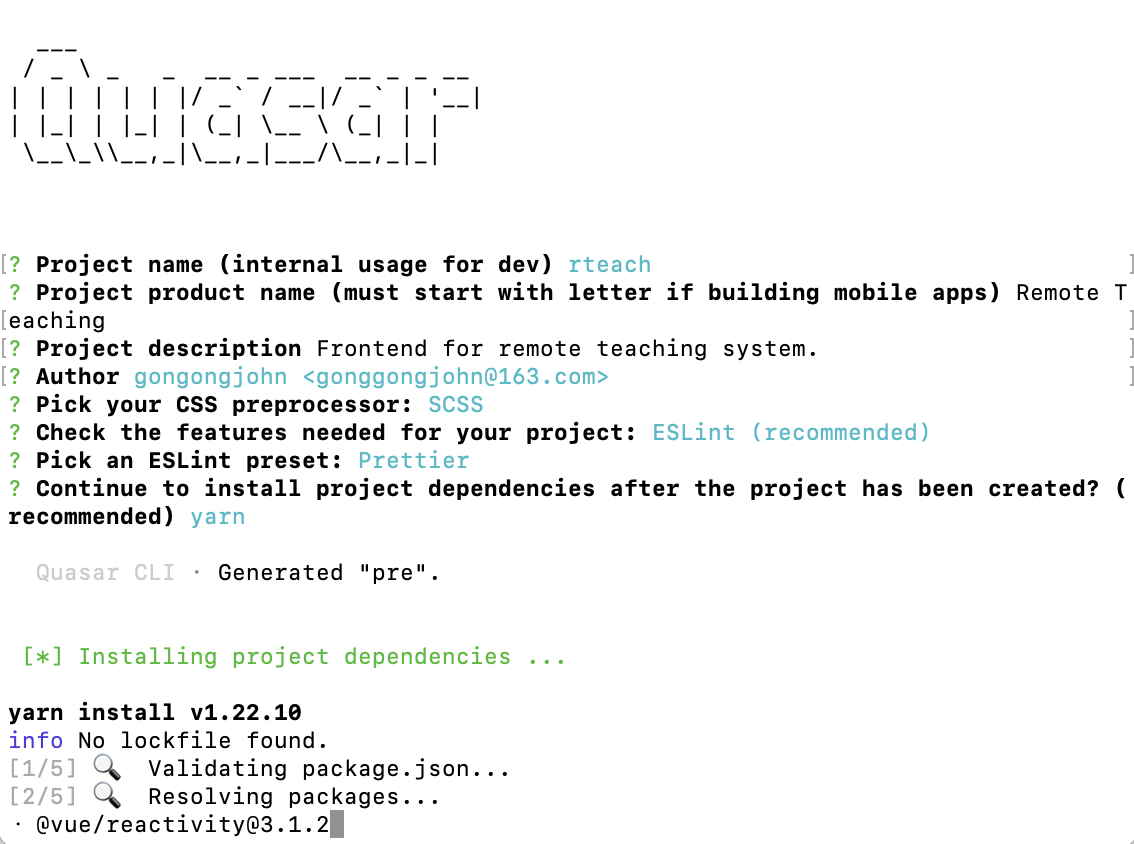 ___
 / _ \ _   _  __ _ ___  __ _ _ __
| | | | | | |/ _` / __|/ _` | '__|
| |_| | |_| | (_| \__ \ (_| | |
 \__\_\\__,_|\__,_|___/\__,_|_|
[? Project name (internal usage for dev) rteach ]
? Project product name (must start with letter if building mobile apps) Remote T
[eaching ]
[? Project description Frontend for remote teaching system. ]
[? Author gongongjohn <gonggongjohn@163.com> ]
? Pick your CSS preprocessor: SCSS
? Check the features needed for your project: ESLint (recommended)
? Pick an ESLint preset: Prettier
? Continue to install project dependencies after the project has been created? (
recommended) yarn
Quasar CLI · Generated "pre".
[*] Installing project dependencies ...
yarn install v1.22.10
info No lockfile found.
[1/5] 🔍 Validating package.json...
[2/5] 🔍 Resolving packages...
· @vue/reactivity@3.1.2